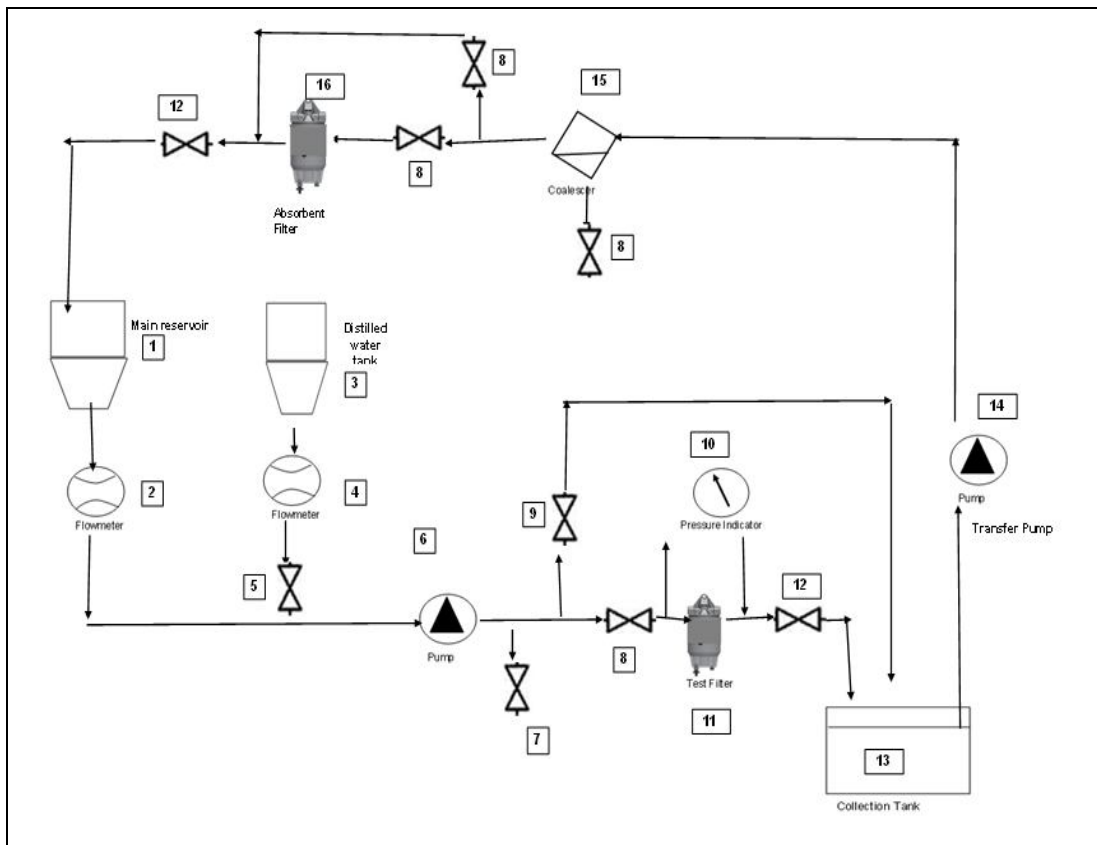 8
15
16
12
8
Coalescer
Absorbent
Filter
8
Main reservoir
1
Distilled
water
tank
3
14
10
2
4
9
Pump
Flowmeter
Flowmeter
Pressure Indicator
Transfer Pump
6
5
12
Pump
8
Test Filter
7
11
13
Collection Tank